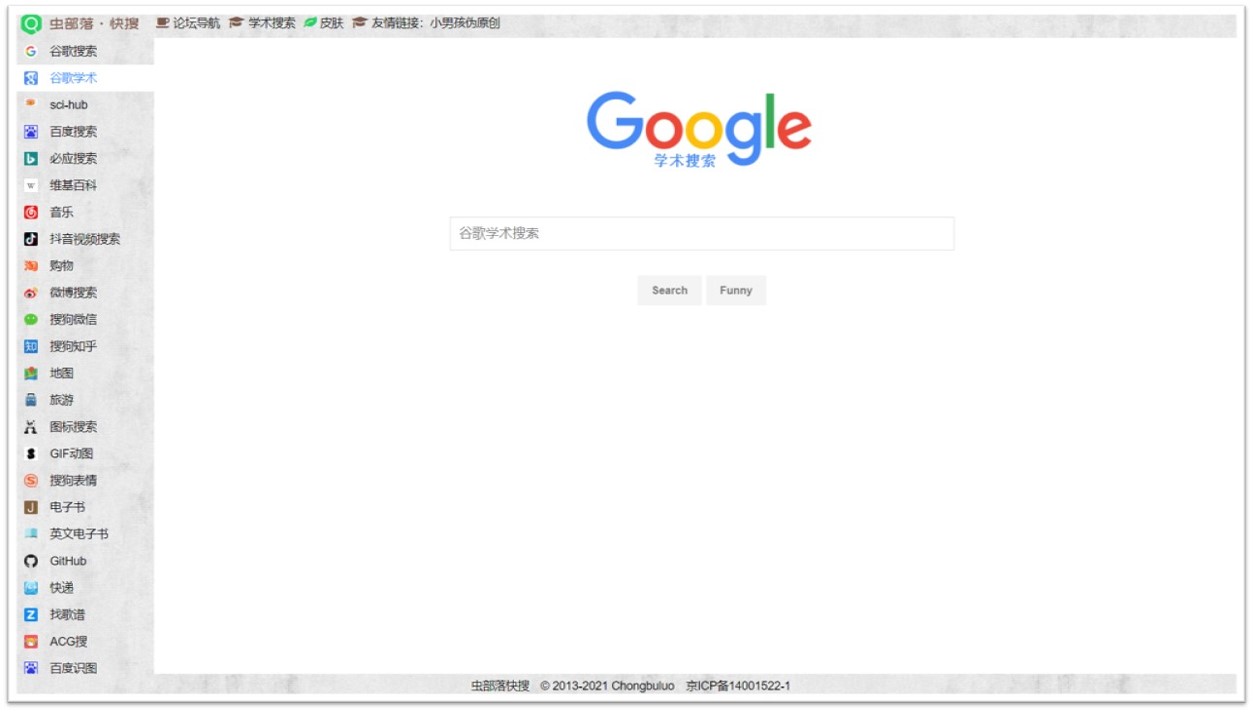 虫部落·快搜 论坛导航 学术搜索 皮肤 友情链接：小男孩伪原创
谷歌搜索
谷歌学术
sci-hub
百度搜索
必应搜索
维基百科
音乐
抖音视频搜索
购物
微博搜索
搜狗微信
搜狗知乎
地图
旅游
图标搜索
GIF动图
搜狗表情
电子书
英文电子书
GitHub
快递
找歌谱
ACG搜
百度识图
Google
学术搜索
谷歌学术搜索
Search Funny
虫部落快搜 © 2013-2021 Chongbuluo 京ICP备14001522-1